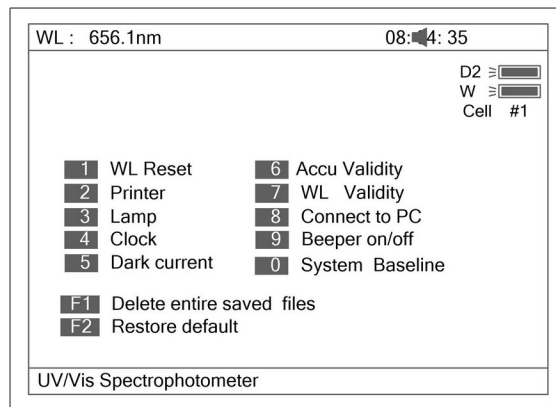 WL : 656.1nm 08: 4: 35
D2
W
Cell #1
1 WL Reset 6 Accu Validity
2 Printer 7 WL Validity
3 Lamp 8 Connect to PC
4 Clock 9 Beeper on/off
5 Dark current 0 System Baseline
F1 Delete entire saved files
F2 Restore default
UV/Vis Spectrophotometer